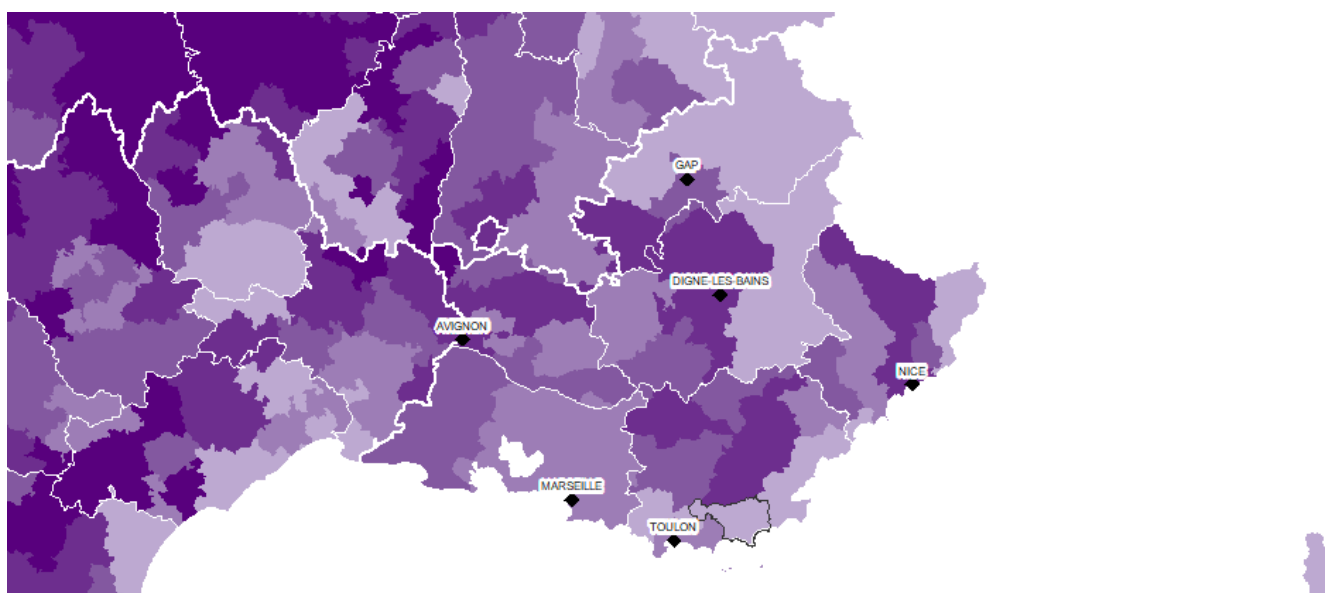 GAP
DIGNE-LES-BAINS
AVIGNON
NICE
MARSEILLE
TOULON